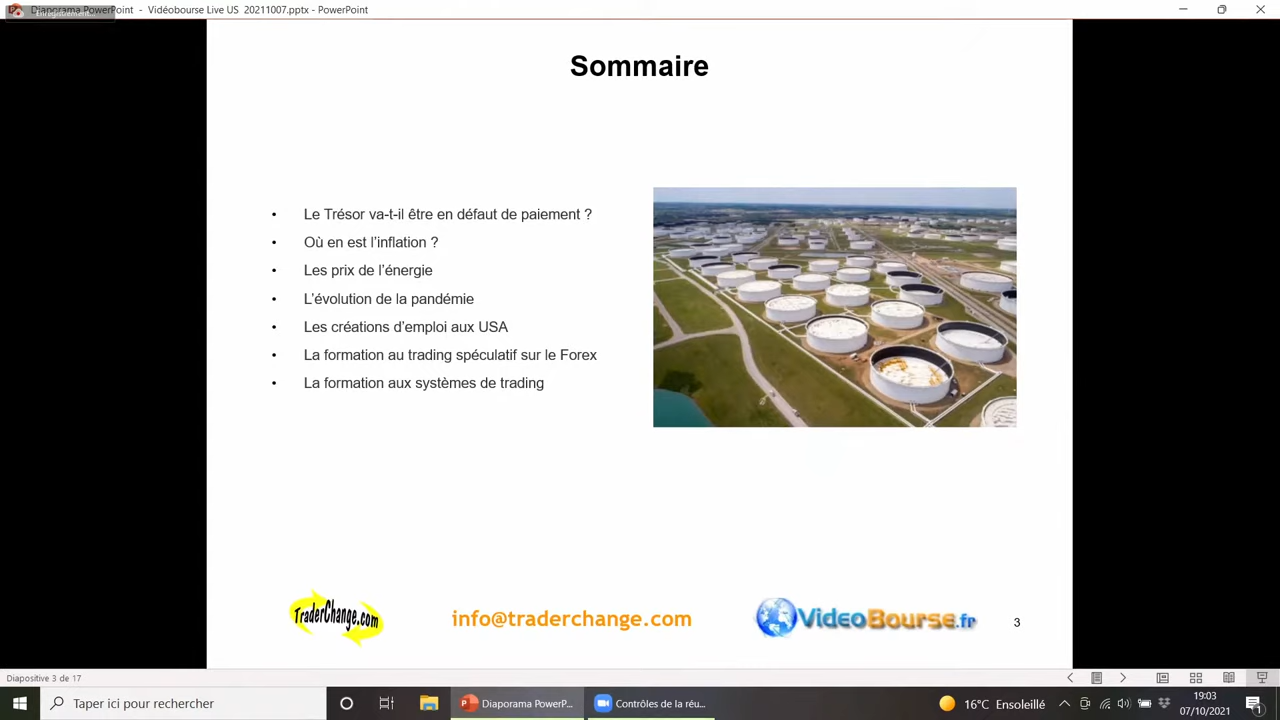 Diaporama PowerPoint - Vidéobourse Live US 20211007.pptx - PowerPoint
Enregistrement...
Sommaire
• Le Trésor va-t-il être en défaut de paiement ?
• Où en est l’inflation ?
• Les prix de l’énergie
• L’évolution de la pandémie
• Les créations d’emploi aux USA
• La formation au trading spéculatif sur le Forex
• La formation aux systèmes de trading
TraderChange.com
info@traderchange.com
VideoBourse.fr
3
Diapositive 3 de 17
Taper ici pour rechercher
Diaporama PowerP...
Contrôles de la réu...
16°C Ensoleillé
19:03
07/10/2021
1